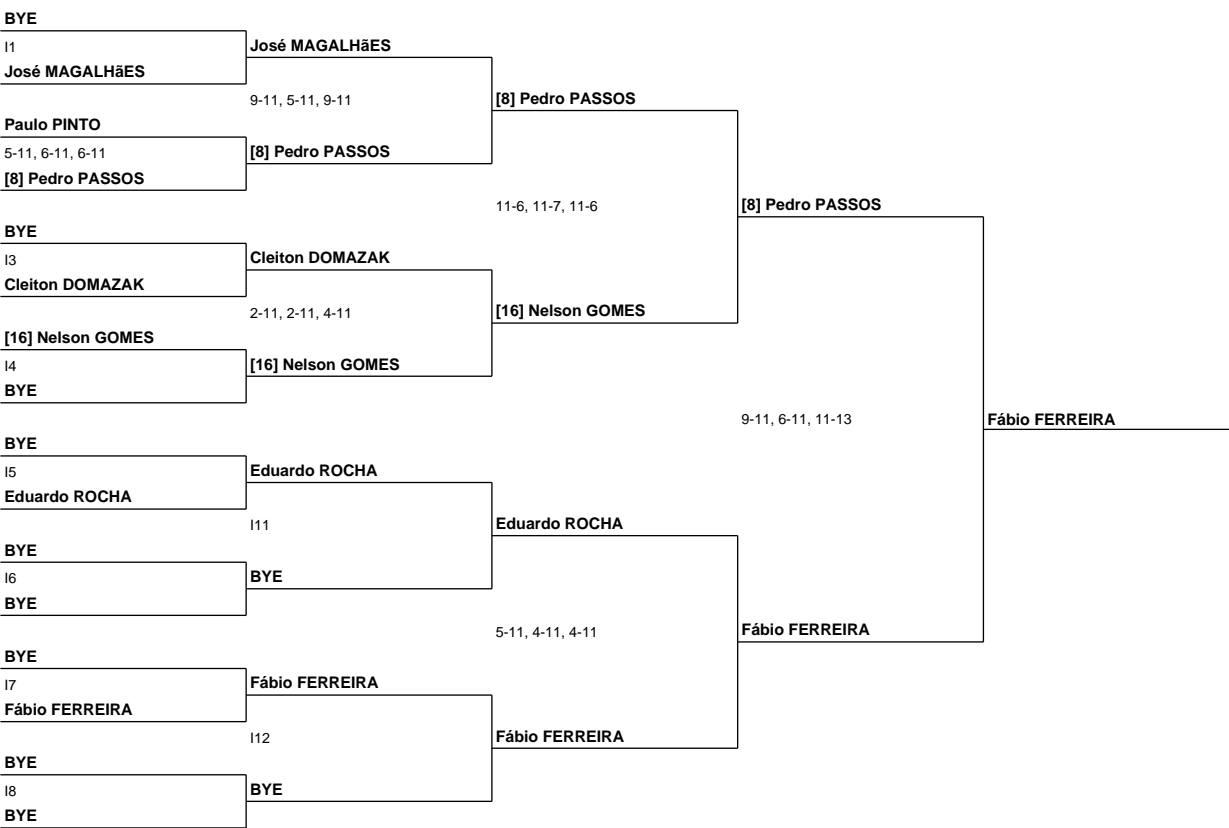 BYE
I1
José MAGALHãES
José MAGALHãES
9-11, 5-11, 9-11
[8] Pedro PASSOS
Paulo PINTO
5-11, 6-11, 6-11
[8] Pedro PASSOS
[8] Pedro PASSOS
11-6, 11-7, 11-6
[8] Pedro PASSOS
BYE
I3
Cleiton DOMAZAK
Cleiton DOMAZAK
2-11, 2-11, 4-11
[16] Nelson GOMES
[16] Nelson GOMES
I4
[16] Nelson GOMES
BYE
9-11, 6-11, 11-13
Fábio FERREIRA
BYE
I5
Eduardo ROCHA
Eduardo ROCHA
I11
Eduardo ROCHA
BYE
I6
BYE
BYE
5-11, 4-11, 4-11
Fábio FERREIRA
BYE
I7
Fábio FERREIRA
Fábio FERREIRA
I12
Fábio FERREIRA
BYE
I8
BYE
BYE